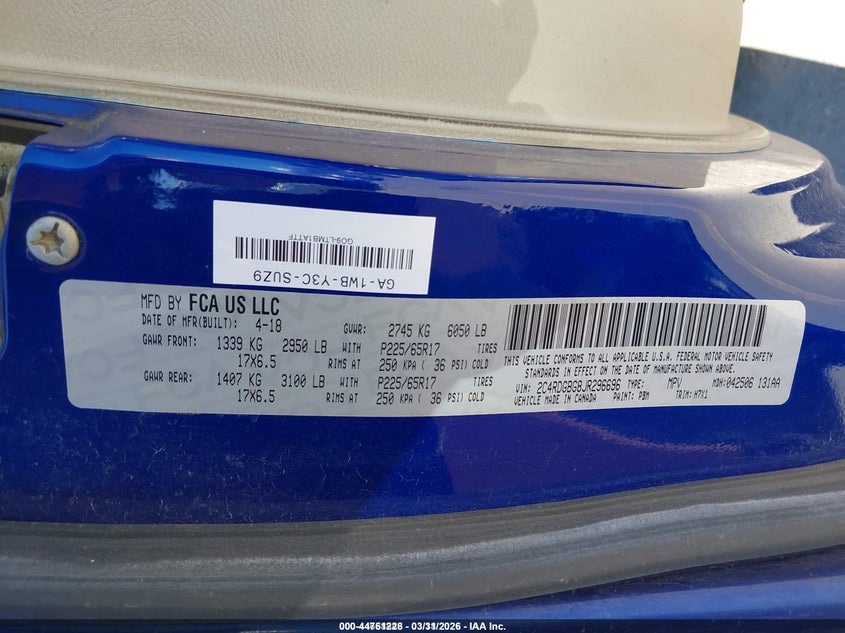 GA-1WB-Y3C-SUZ9
GO9-LTMB1ATTF
MFD BY FCA US LLC
DATE OF MFR(BUILT): 4-18 GVWR: 2745 KG 6050 LB
GAWR FRONT: 1339 KG 2950 LB WITH P225/65R17 TIRES
17X6.5 RIMS AT 250 KPA ( 36 PSI) COLD
GAWR REAR: 1407 KG 3100 LB WITH P225/65R17 TIRES
17X6.5 RIMS AT 250 KPA ( 36 PSI) COLD
THIS VEHICLE CONFORMS TO ALL APPLICABLE U.S.A. FEDERAL MOTOR VEHICLE SAFETY
STANDARDS IN EFFECT ON THE DATE OF MANUFACTURE SHOWN ABOVE.
VIN: 2C4RDGBG8JR296696 TYPE: MPV MDH: 042506 131AA
VEHICLE MADE IN CANADA PAINT: PBM TRIM: H7X1
000-44761228 - 03/31/2026 - IAA Inc.